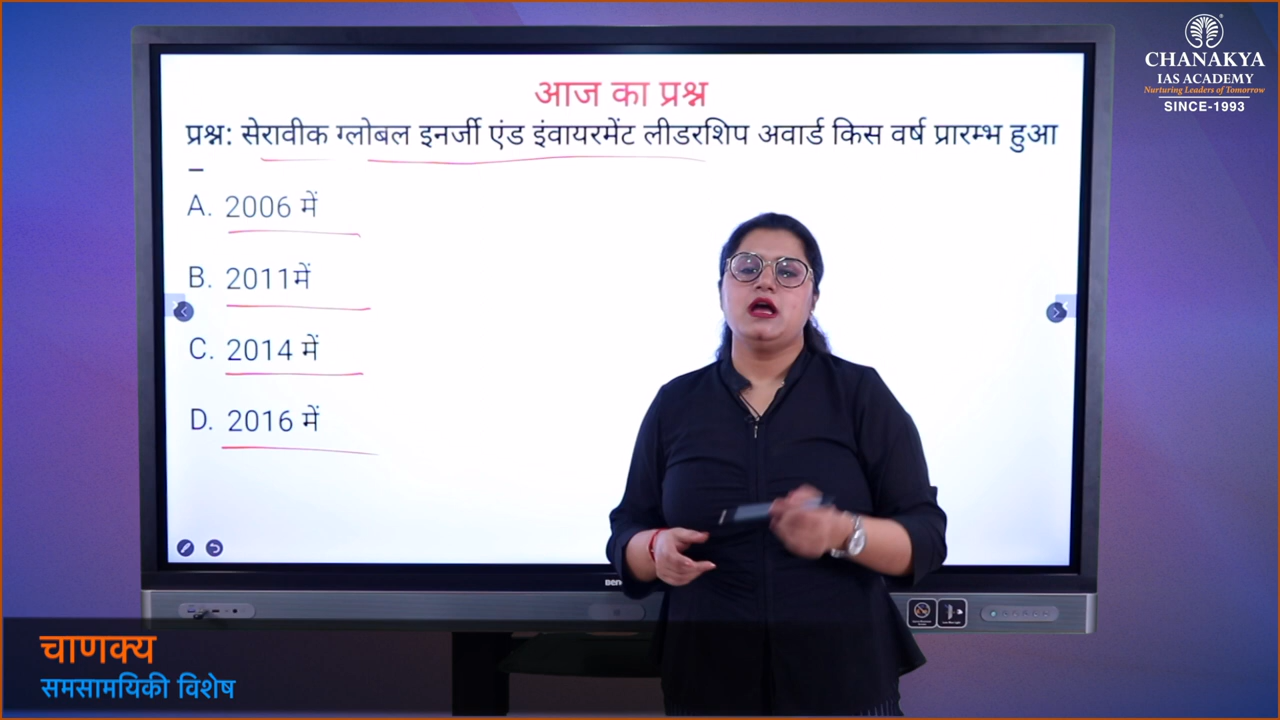 CHANAKYA
IAS ACADEMY
Nurturing Leaders of Tomorrow
SINCE-1993
आज का प्रश्न
प्रश्न: सेरावीक ग्लोबल इनर्जी एंड इंवायरमेंट लीडरशिप अवार्ड किस वर्ष प्रारम्भ हुआ
–
A. 2006 में
B. 2011में
C. 2014 में
D. 2016 में
चाणक्य
समसामयिकी विशेष